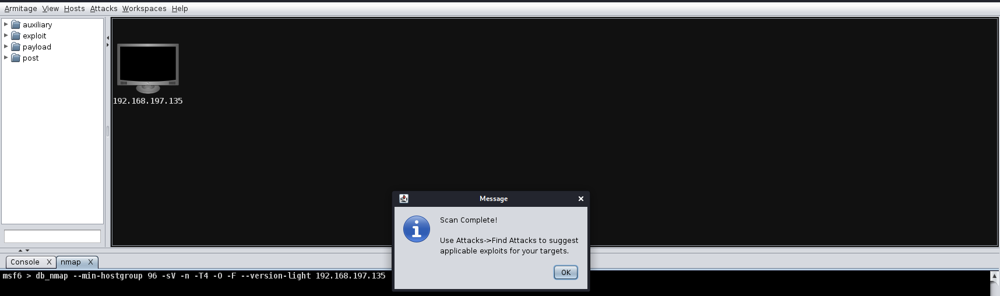 Armitage View Hosts Attacks Workspaces Help
auxiliary
exploit
payload
post
192.168.197.135
Message
Scan Complete!
Use Attacks->Find Attacks to suggest
applicable exploits for your targets.
OK
Console X nmap X
msf6 > db_nmap --min-hostgroup 96 -sV -n -T4 -O -F --version-light 192.168.197.135